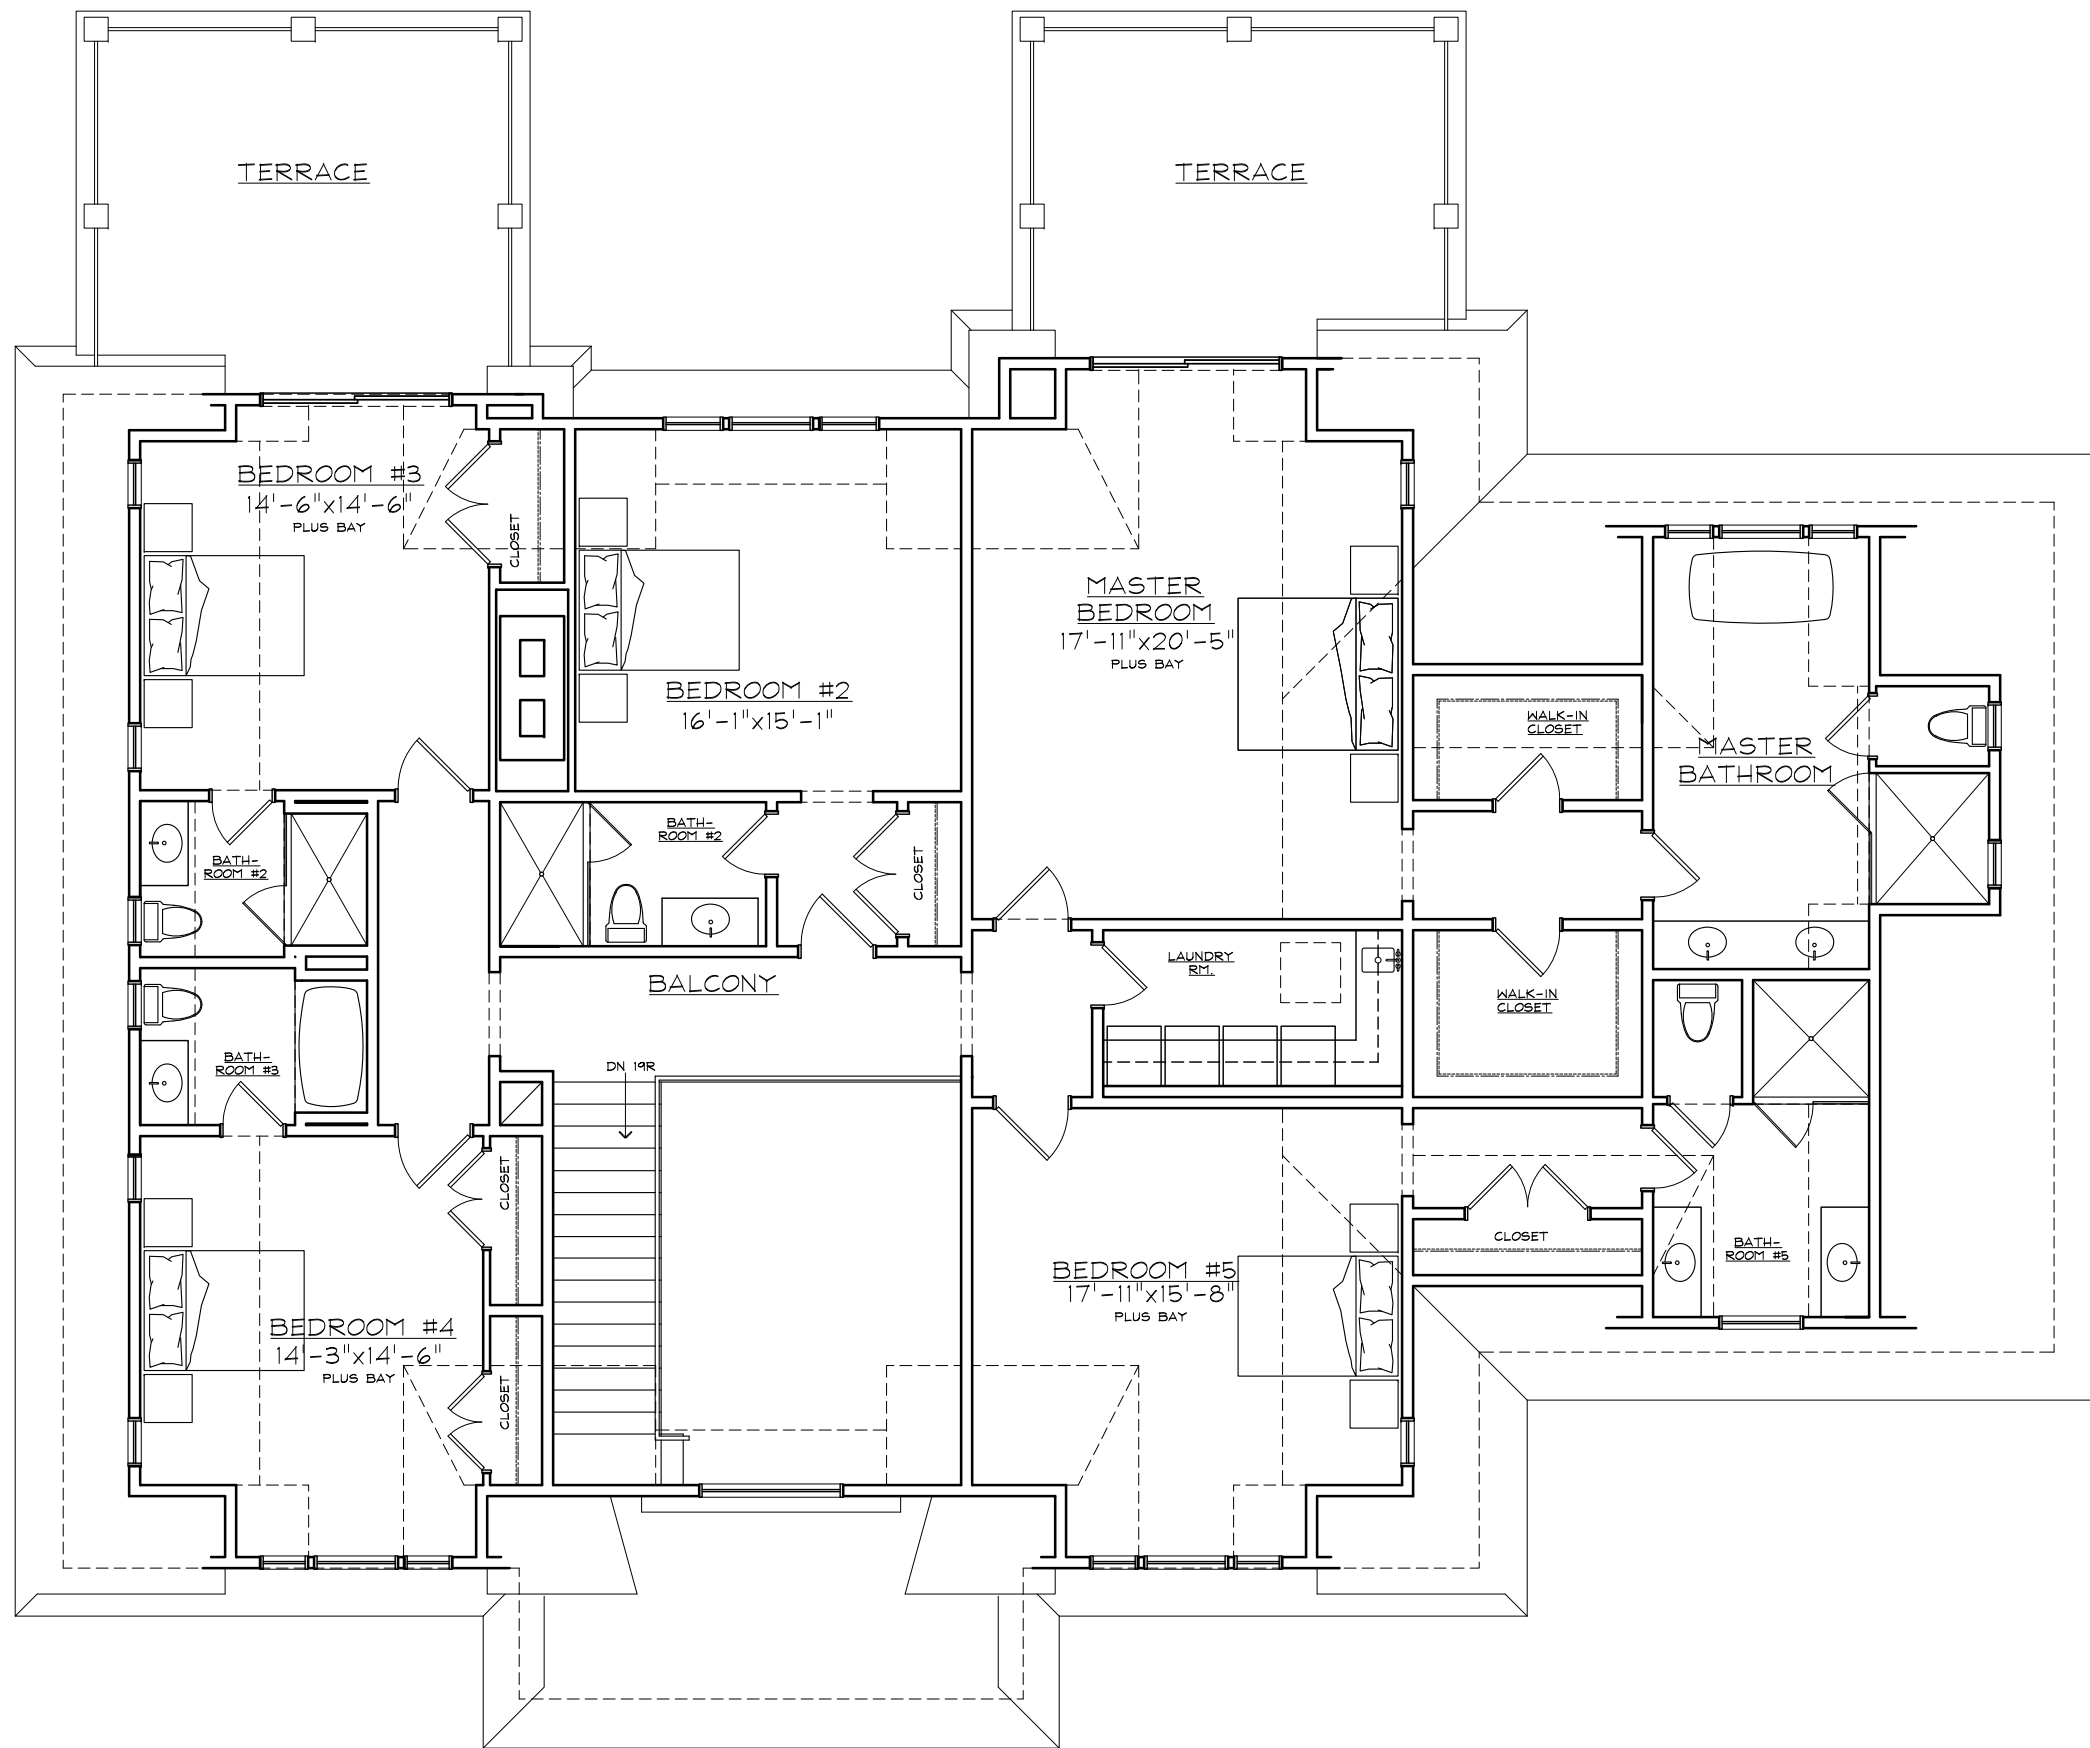 TERRACE
TERRACE
BEDROOM #3
14'-6"x14'-6"
PLUS BAY
CLOSET
MASTER
BEDROOM
17'-11"x20'-5"
PLUS BAY
BEDROOM #2
16'-1"x15'-1"
WALK-IN
CLOSET
MASTER
BATHROOM
BATH-
ROOM #2
BATH-
ROOM #2
CLOSET
BALCONY
LAUNDRY
RM.
WALK-IN
CLOSET
BATH-
ROOM #3
DN 19R
CLOSET
CLOSET
BATH-
ROOM #5
BEDROOM #5
17'-11"x15'-8"
PLUS BAY
BEDROOM #4
14'-3"x14'-6"
PLUS BAY
CLOSET